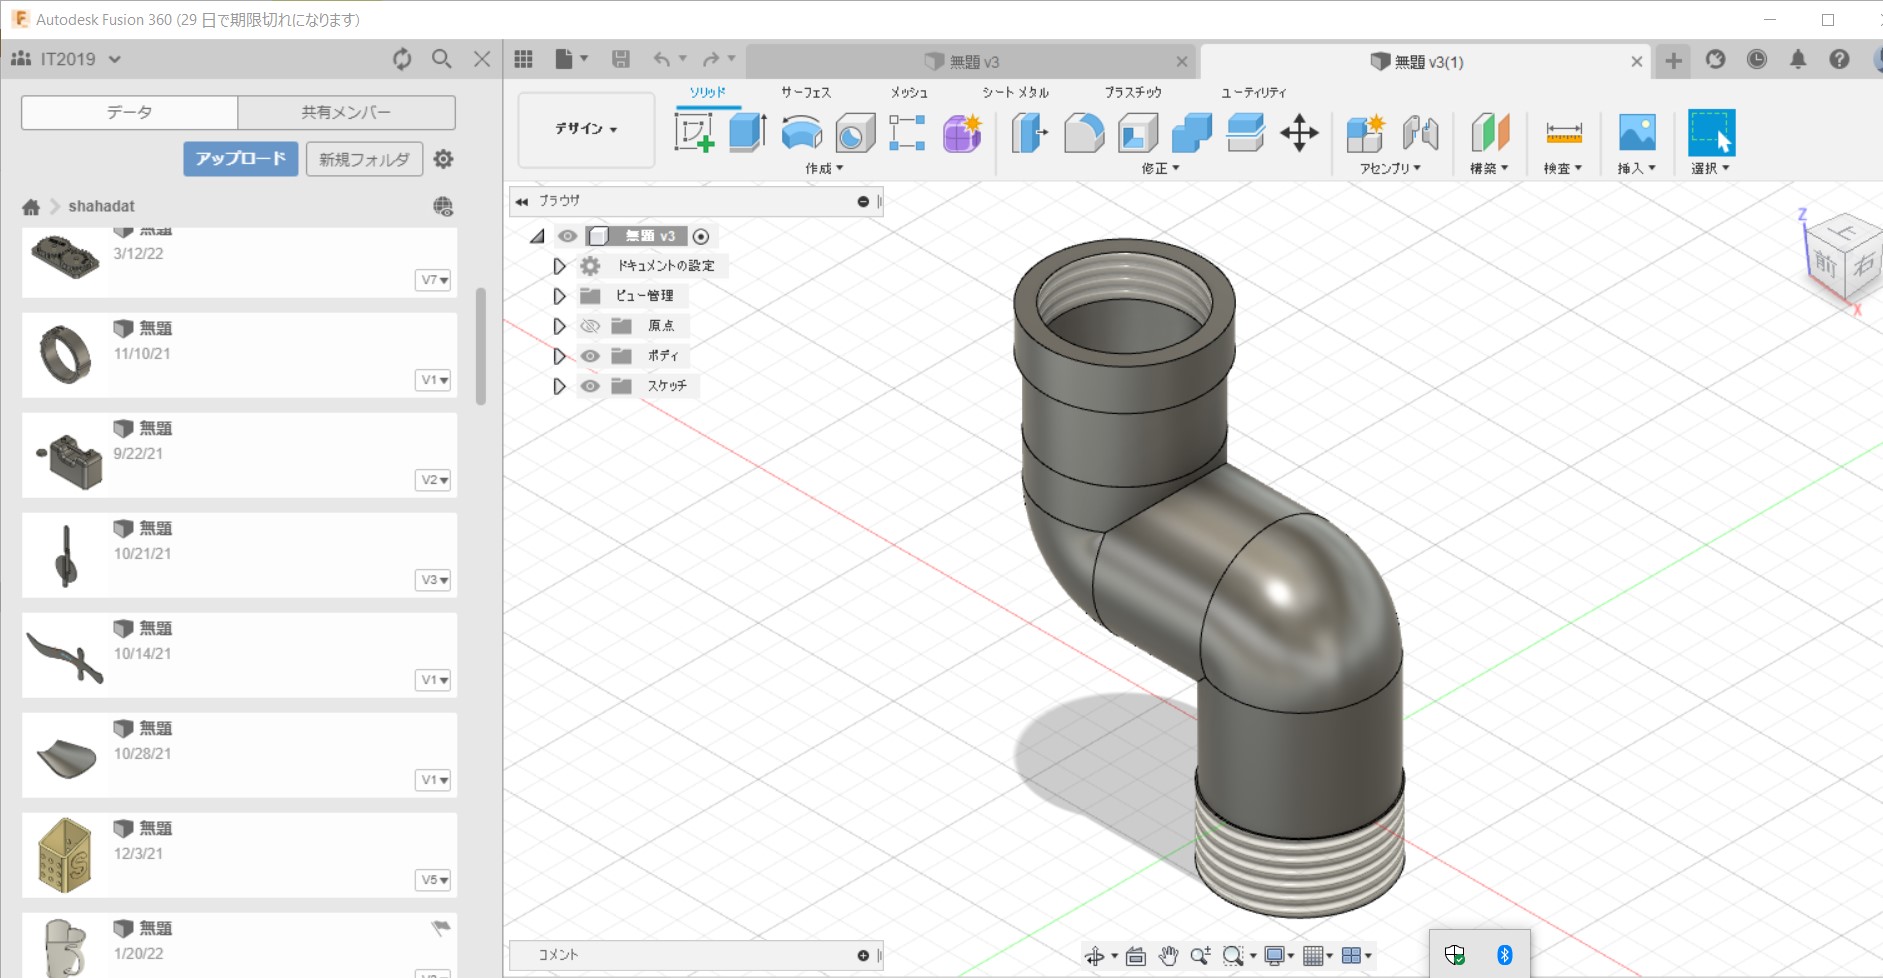 Autodesk Fusion 360 (29 日で期限切れになります)
IT2019
無題 v3
無題 v3(1)
データ
共有メンバー
アップロード
新規フォルダ
shahadat
デザイン
ソリッド
サーフェス
メッシュ
シート メタル
プラスチック
ユーティリティ
作成
修正
アセンブリ
構築
検査
挿入
選択
無題
3/12/22
V7
無題
11/10/21
V1
無題
9/22/21
V2
無題
10/21/21
V3
無題
10/14/21
V1
無題
10/28/21
V1
無題
12/3/21
V5
S
無題
1/20/22
ブラウザ
無題 v3
ドキュメントの設定
ビュー管理
原点
ボディ
スケッチ
Z
上
前
右
X
コメント